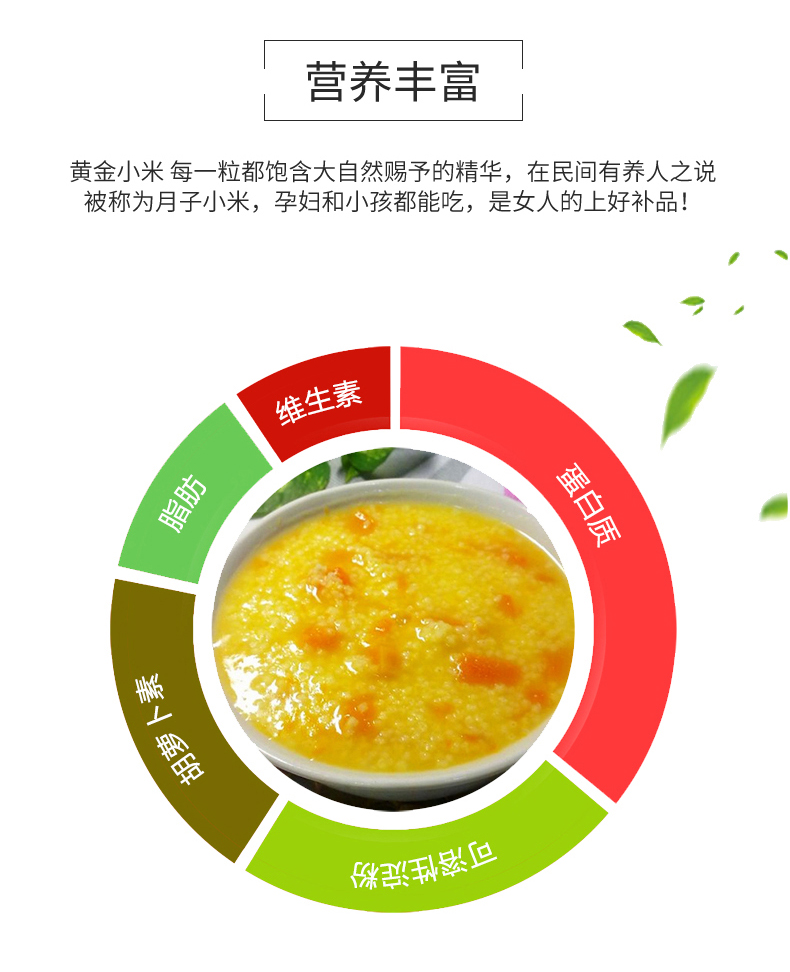 营养丰富
黄金小米 每一粒都饱含大自然赐予的精华，在民间有养人之说
被称为月子小米，孕妇和小孩都能吃，是女人的上好补品！
维生素
蛋白质
脂肪
胡萝卜素
可溶性淀粉